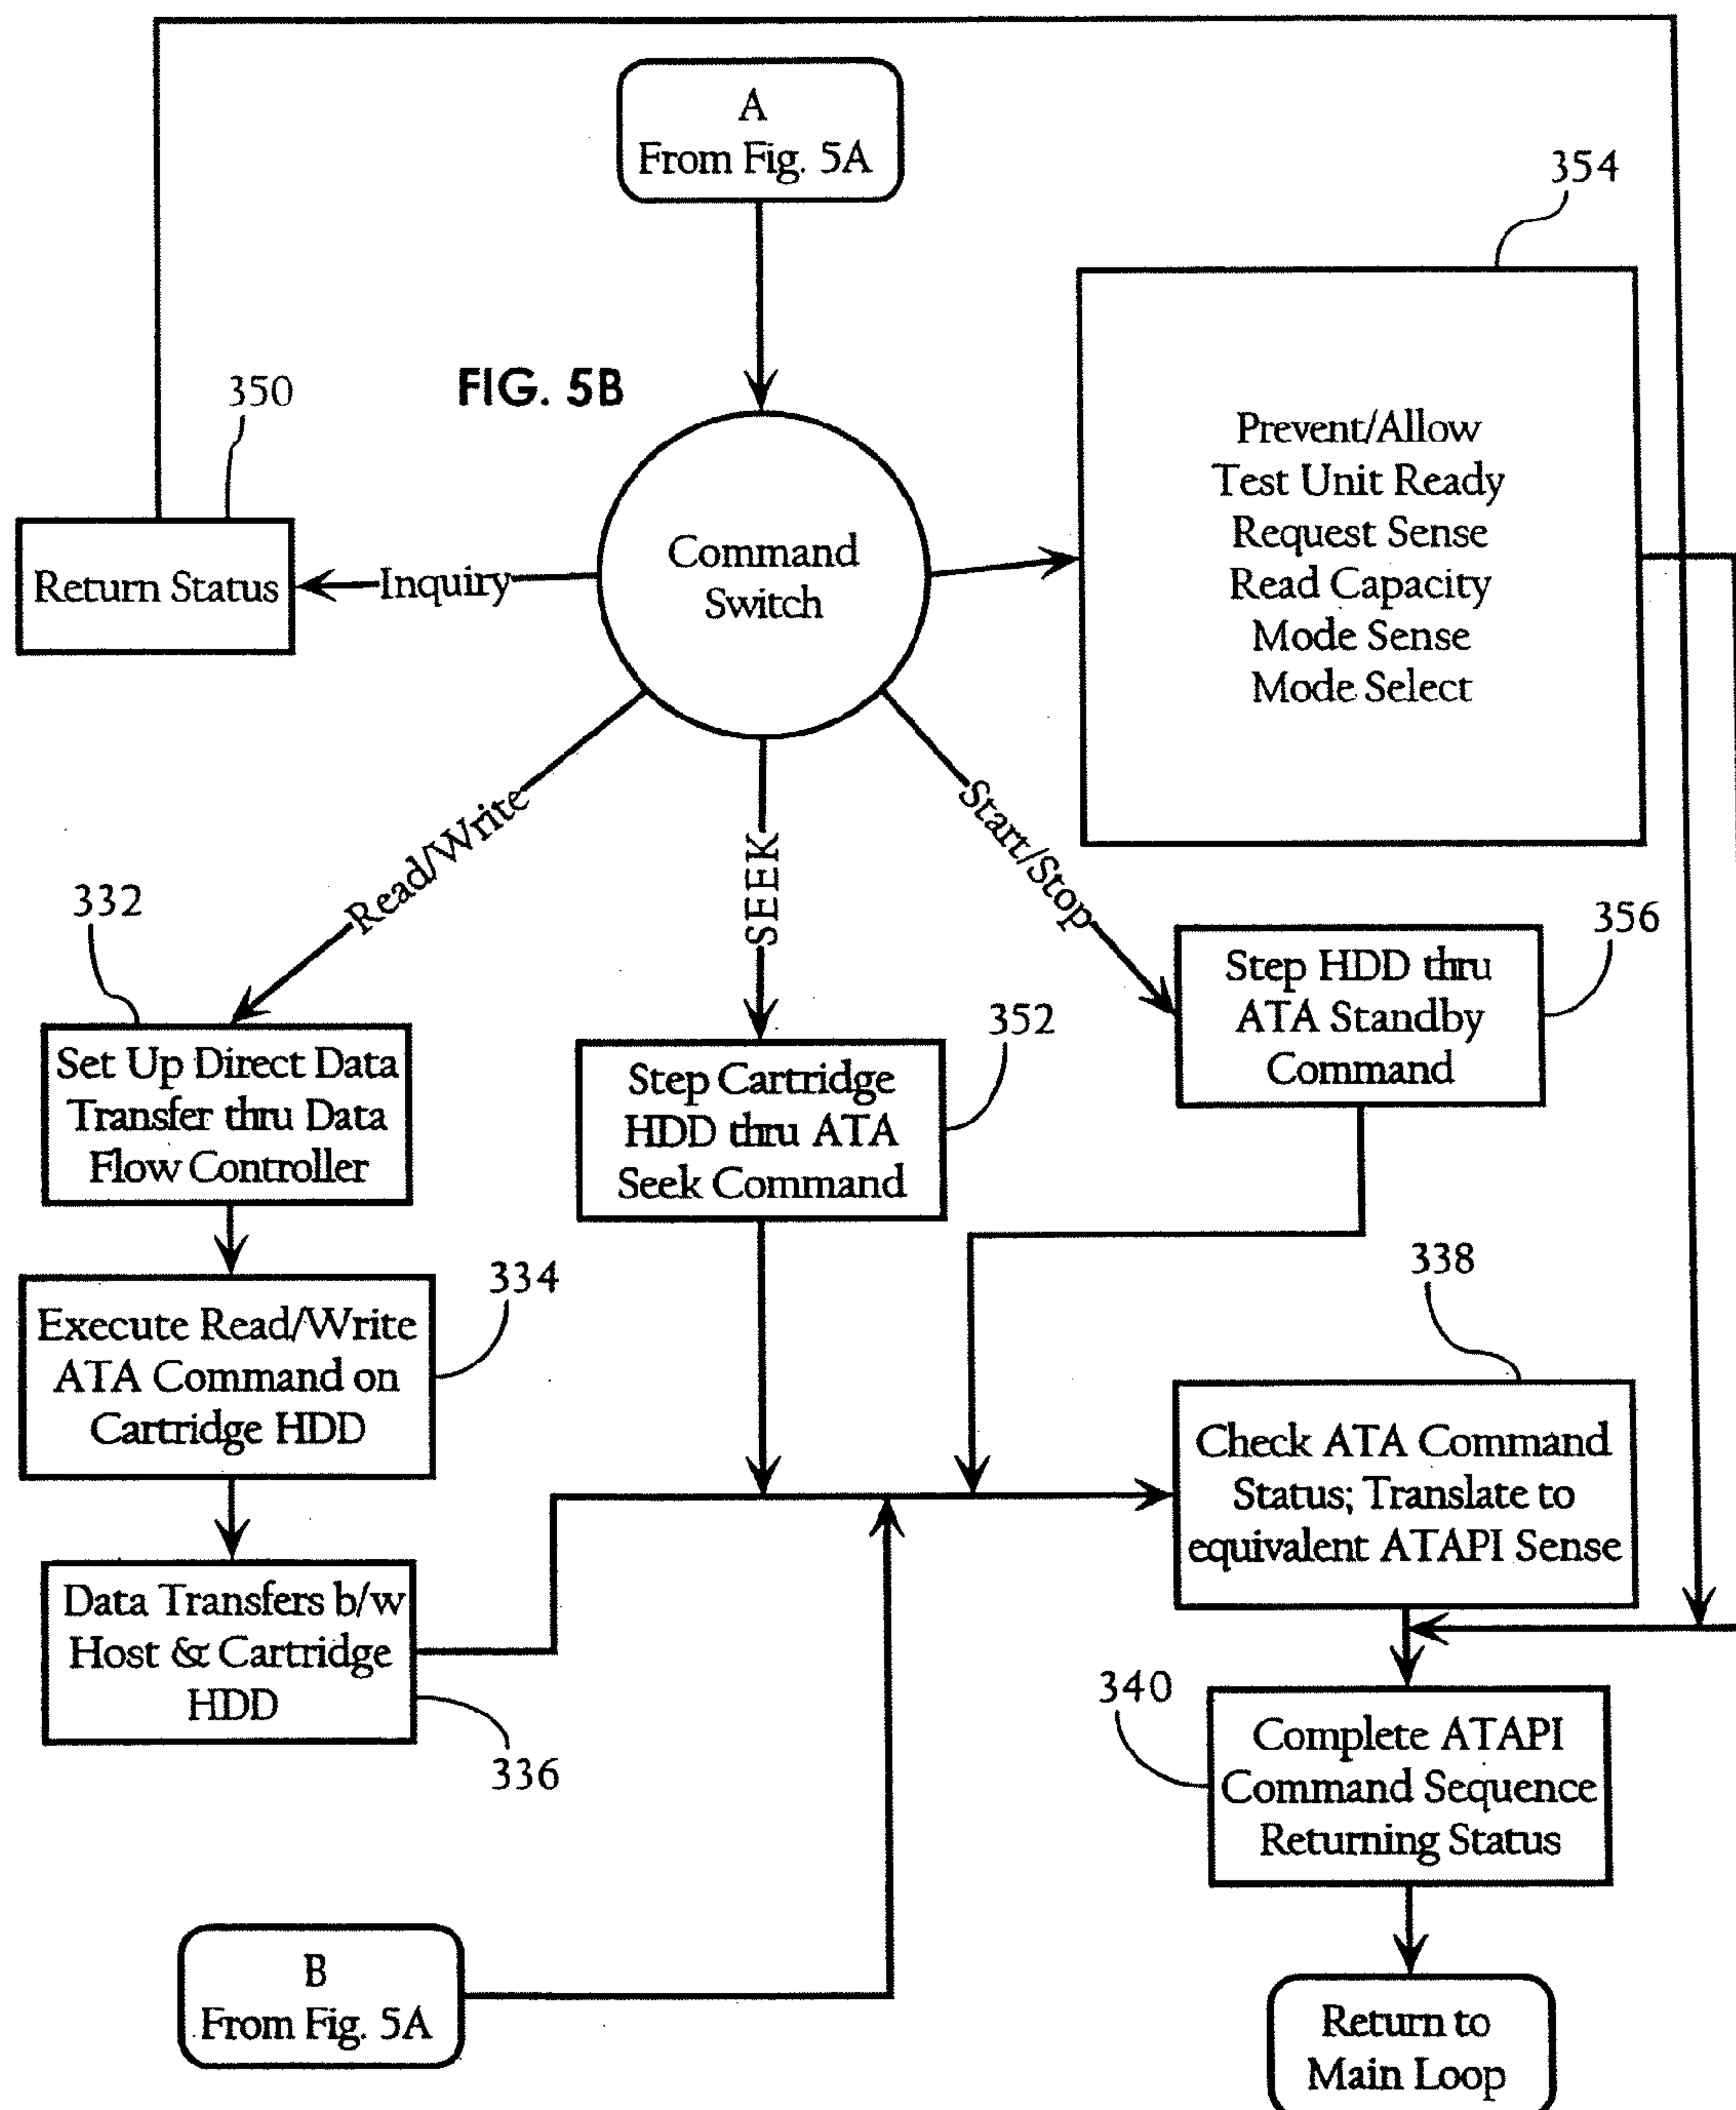 A
From Fig. 5A
354
FIG. 5B
350
Prevent/Allow
Test Unit Ready
Request Sense
Read Capacity
Mode Sense
Mode Select
Command
Switch
Inquiry
Return Status
Read/Write
SEEK
Start/Stop
332
356
Set Up Direct Data
Transfer thru Data
Flow Controller
352
Step Cartridge
HDD thru ATA
Seek Command
Step HDD thru
ATA Standby
Command
334
Execute Read/Write
ATA Command on
Cartridge HDD
338
Check ATA Command
Status; Translate to
equivalent ATAPI Sense
Data Transfers b/w
Host & Cartridge
HDD
336
340
Complete ATAPI
Command Sequence
Returning Status
B
From Fig. 5A
Return to
Main Loop